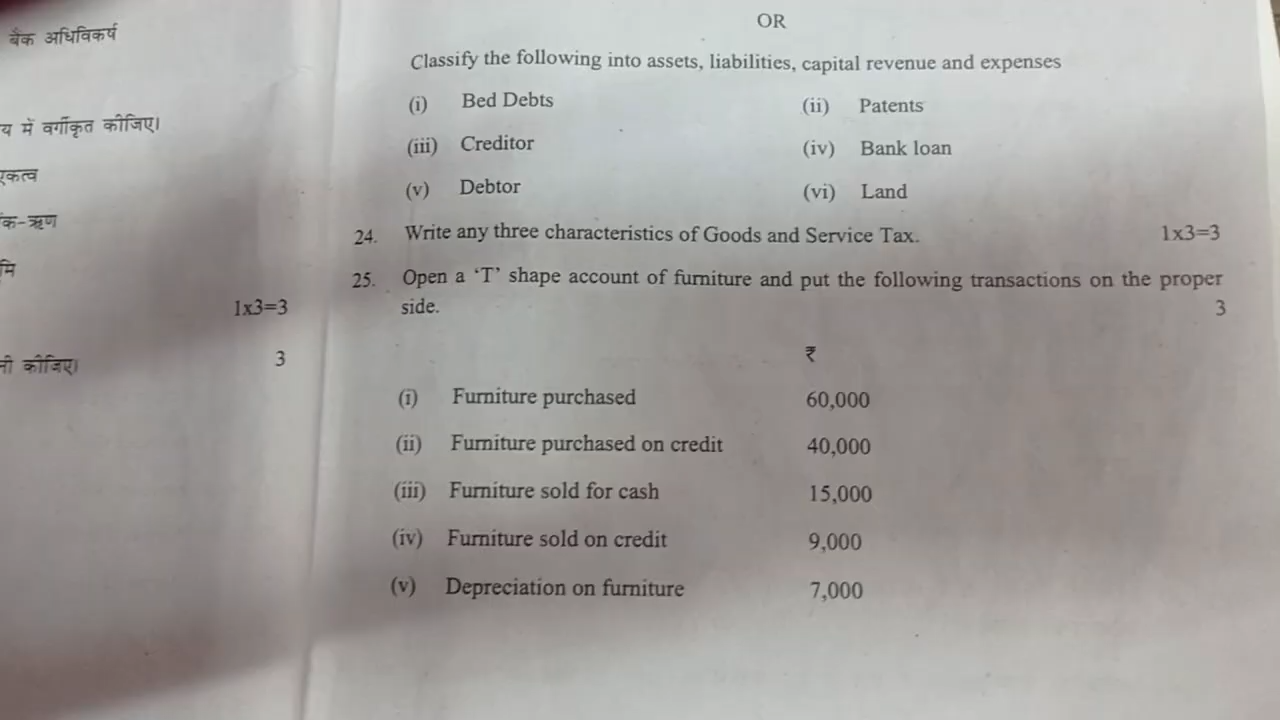 बैंक अधिविकर्ष
में वर्गीकृत कीजिए।
1x3=3
कीजिए।
3
OR
Classify the following into assets, liabilities, capital revenue and expenses
(i) Bed Debts (ii) Patents
(iii) Creditor (iv) Bank loan
(v) Debtor (vi) Land
24. Write any three characteristics of Goods and Service Tax. 1x3=3
25. Open a ‘T’ shape account of furniture and put the following transactions on the proper
side. 3
₹
(i) Furniture purchased 60,000
(ii) Furniture purchased on credit 40,000
(iii) Furniture sold for cash 15,000
(iv) Furniture sold on credit 9,000
(v) Depreciation on furniture 7,000